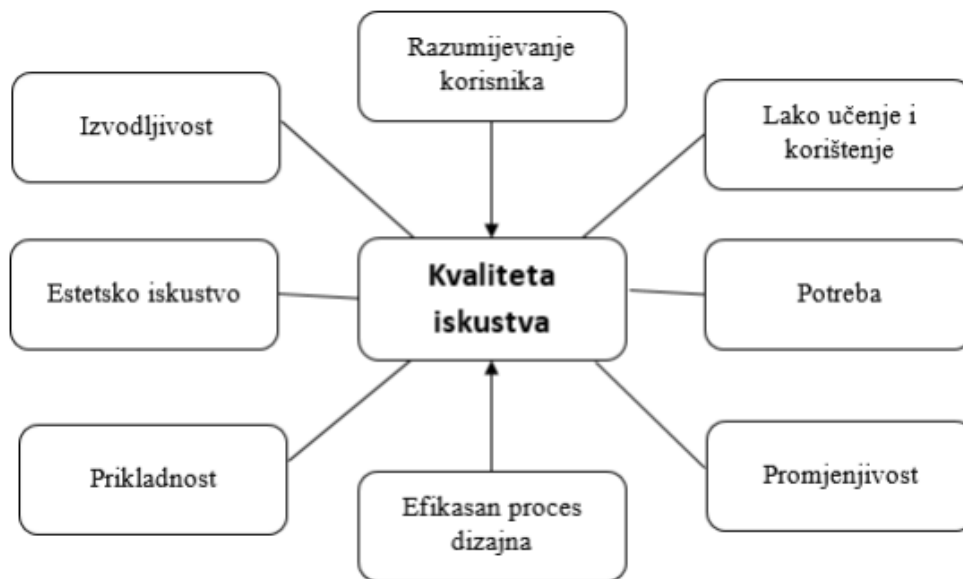 Razumijevanje
korisnika
Izvodljivost
Lako učenje i
korištenje
Estetsko iskustvo
Kvaliteta
iskustva
Potreba
Prikladnost
Efikasan proces
dizajna
Promjenjivost